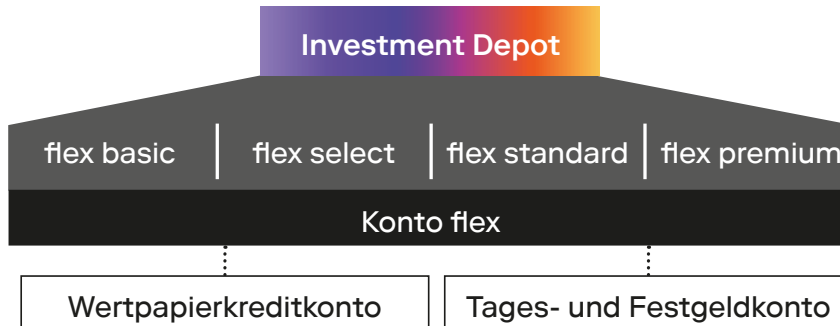 Investment Depot
flex basic
flex select
flex standard
flex premium
Konto flex
Wertpapierkreditkonto
Tages- und Festgeldkonto